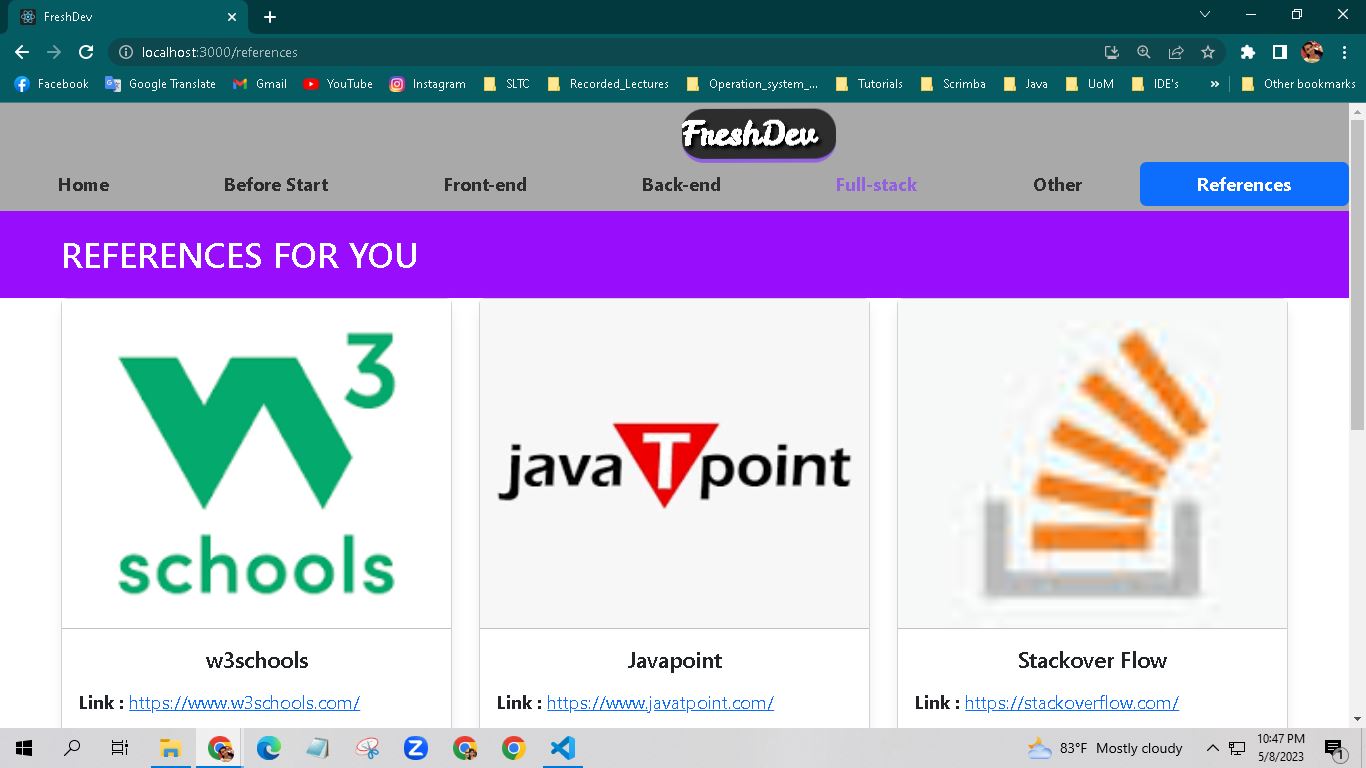 FreshDev
localhost:3000/references
Facebook Google Translate Gmail YouTube Instagram SLTC Recorded_Lectures Operation_system_... Tutorials Scrimba Java UoM IDE's » Other bookmarks
FreshDev
Home Before Start Front-end Back-end Full-stack Other References
REFERENCES FOR YOU
w3 schools
java T point
w3schools
Javapoint
Stackover Flow
Link : https://www.w3schools.com/
Link : https://www.javatpoint.com/
Link : https://stackoverflow.com/
83°F Mostly cloudy
10:47 PM
5/8/2023
1